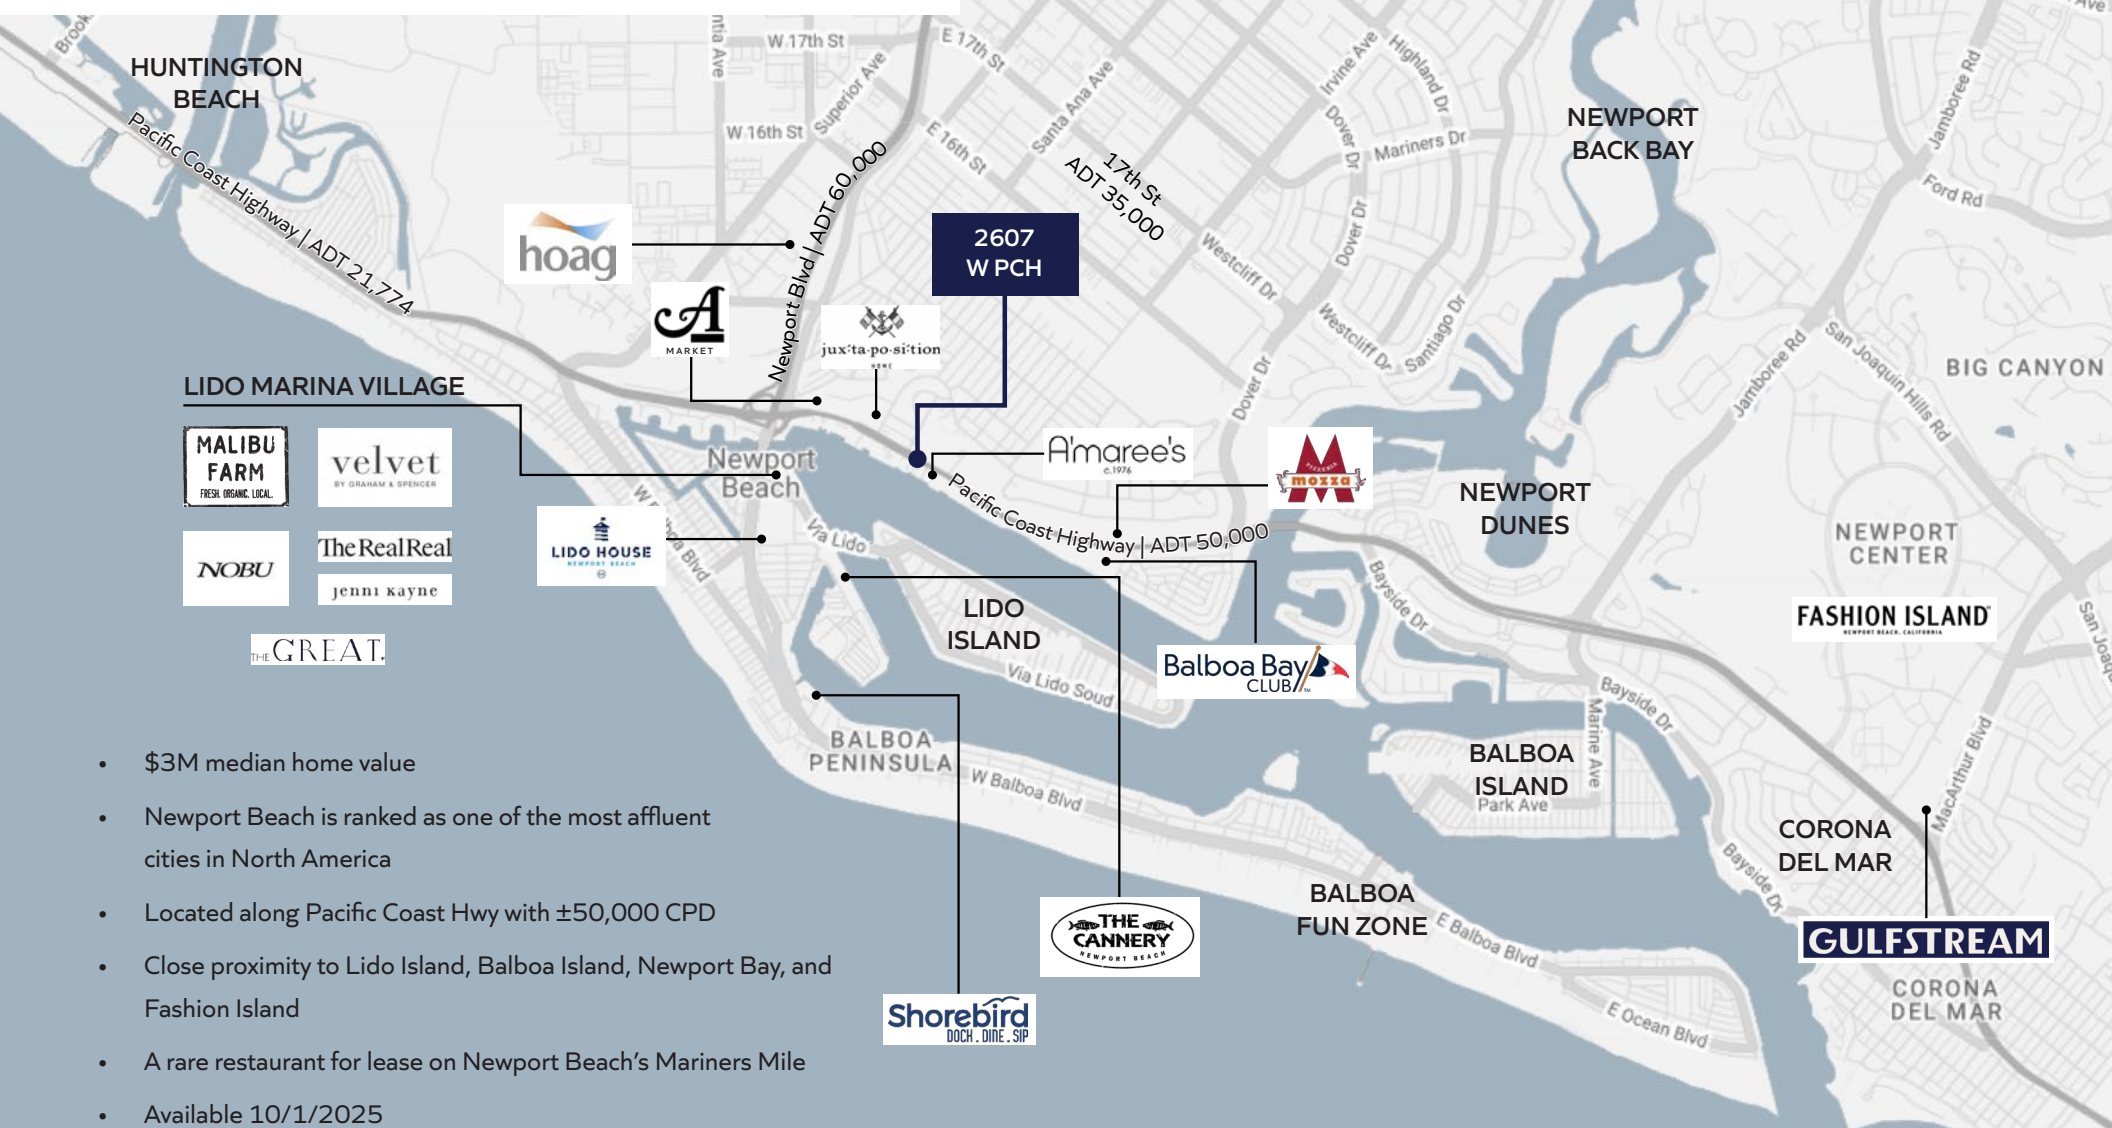 HUNTINGTON
BEACH
Pacific Coast Highway | ADT 21,774
W 17th St
Superior Ave
W 16th St
E 17th St
E 16th St
Santa Ana Ave
Newport Blvd | ADT 60,000
17th St
ADT 35,000
Irvine Ave
Highland Dr
Dover Dr
Mariners Dr
Dover Dr
Westcliff Dr
Westcliff Dr
Santiago Dr
Dover Dr
NEWPORT
BACK BAY
Jamboree Rd
Ford Rd
Jamboree Rd
San Joaquin Hills Rd
BIG CANYON
hoag
A
MARKET
jux·ta·po·si·tion
HOME
2607
W PCH
LIDO MARINA VILLAGE
MALIBU
FARM
FRESH. ORGANIC. LOCAL.
velvet
BY GRAHAM & SPENCER
NOBU
TheRealReal
jenni kayne
THE GREAT.
Newport
Beach
LIDO HOUSE
NEWPORT BEACH
Via Lido
A'maree's
c.1976
M
PIZZERIA
mozza
Pacific Coast Highway | ADT 50,000
NEWPORT
DUNES
NEWPORT
CENTER
FASHION ISLAND
NEWPORT BEACH, CALIFORNIA
LIDO
ISLAND
Via Lido Soud
Balboa Bay
CLUB
Bayside Dr
Bayside Dr
Marine Ave
BALBOA
PENINSULA
W Balboa Blvd
BALBOA
ISLAND
Park Ave
MacArthur Blvd
CORONA
DEL MAR
Bayside Dr
GULFSTREAM
CORONA
DEL MAR
BALBOA
FUN ZONE
E Balboa Blvd
E Ocean Blvd
THE
CANNERY
NEWPORT BEACH
Shorebird
DOCK . DINE . SIP
• $3M median home value
• Newport Beach is ranked as one of the most affluent
cities in North America
• Located along Pacific Coast Hwy with ±50,000 CPD
• Close proximity to Lido Island, Balboa Island, Newport Bay, and
Fashion Island
• A rare restaurant for lease on Newport Beach's Mariners Mile
• Available 10/1/2025